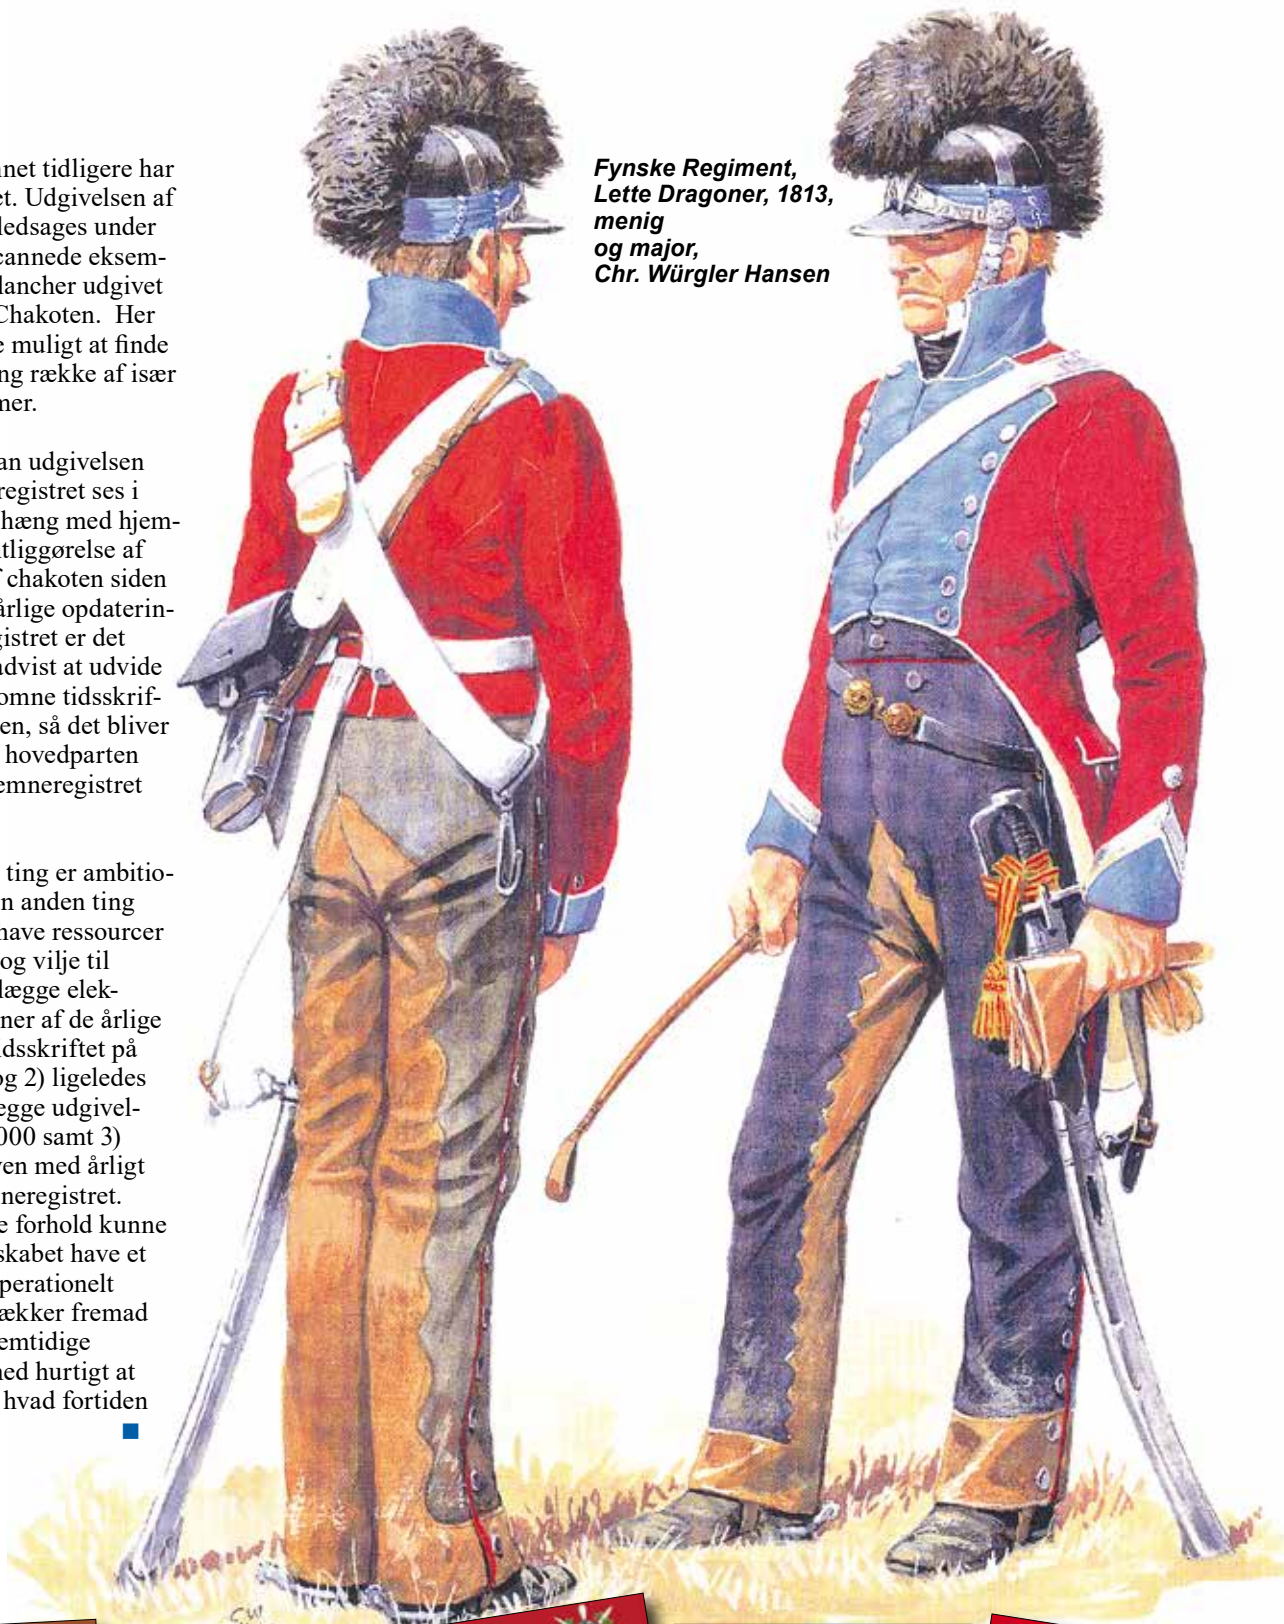 nnet tidligere har
et. Udgivelsen af
ledsages under
cannede eksem-
lancher udgivet
Chakoten. Her
e muligt at finde
ng række af især
mer.
an udgivelsen
registret ses i
hæng med hjem-
ntliggørelse af
f chakoten siden
årlige opdaterin-
gistret er det
advist at udvide
omne tidsskrif-
en, så det bliver
hovedparten
emneregistret
ting er ambitio-
n anden ting
have ressourcer
og vilje til
lægge elek-
ner af de årlige
idsskriftet på
og 2) ligeledes
egge udgivel-
000 samt 3)
ven med årligt
neregistret.
e forhold kunne
skabet have et
perationelt
ækker fremad
emtidige
ned hurtigt at
hvad fortiden
Fynske Regiment,
Lette Dragoner, 1813,
menig
og major,
Chr. Würgler Hansen